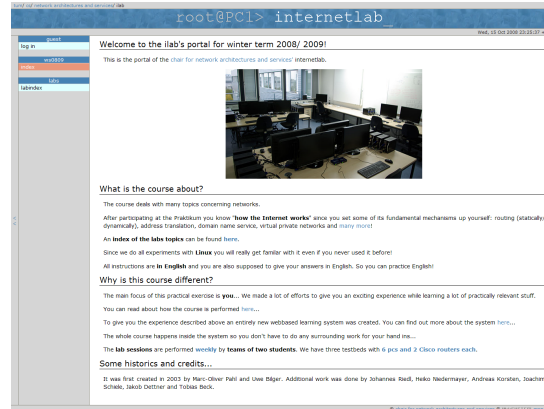 tum/ cs/ network architectures and services/ ilab
root@PC1> internetlab_
Wed, 15 Oct 2008 23:25:37
guest
log in
ws0809
index
labs
labindex
Welcome to the ilab's portal for winter term 2008/ 2009!
This is the portal of the chair for network architectures and services' internetlab.
What is the course about?
The course deals with many topics concerning networks.
After participating at the Praktikum you know "how the Internet works" since you set some of its fundamental mechanisms up yourself: routing (statically/
dynamically), address translation, domain name service, virtual private networks and many more!
An index of the labs topics can be found here.
Since we do all experiments with Linux you will really get familar with it even if you never used it before!
All instructions are in English and you are also supposed to give your answers in English. So you can practice English!
Why is this course different?
The main focus of this practical exercise is you... We made a lot of efforts to give you an exciting experience while learning a lot of practically relevant stuff.
You can read about how the course is performed here...
To give you the experience described above an entirely new webbased learning system was created. You can find out more about the system here...
The whole course happens inside the system so you don't have to do any surrounding work for your hand ins...
The lab sessions are performed weekly by teams of two students. We have three testbeds with 6 pcs and 2 Cisco routers each.
Some historics and credits...
It was first created in 2003 by Marc-Oliver Pahl and Uwe Bilger. Additional work was done by Johannes Riedl, Heiko Niedermayer, Andreas Korsten, Joachim
Schiele, Jakob Dettner and Tobias Beck.